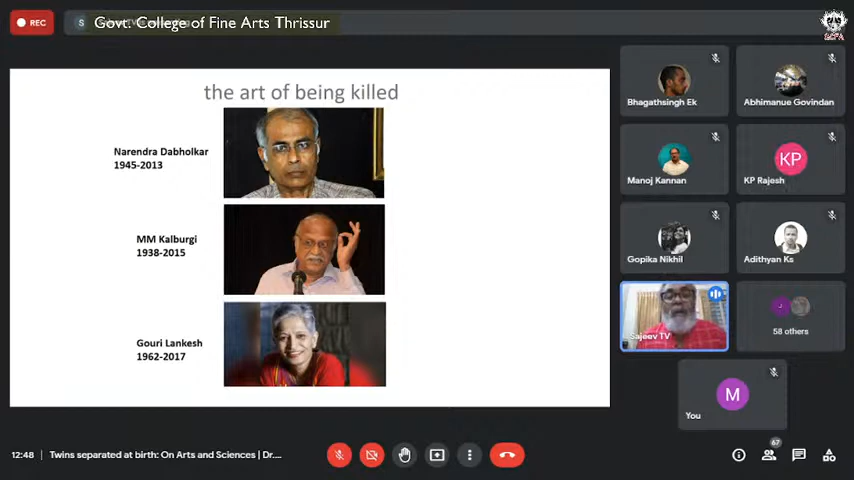 REC
S
Govt. College of Fine Arts Thrissur
GCFA
the art of being killed
Narendra Dabholkar
1945-2013
MM Kalburgi
1938-2015
Gouri Lankesh
1962-2017
Bhagathsingh Ek
Abhimanue Govindan
Manoj Kannan
KP
KP Rajesh
Gopika Nikhil
Adithyan Ks
Sajeev TV
J
58 others
M
You
12:48
Twins separated at birth: On Arts and Sciences | Dr....
67